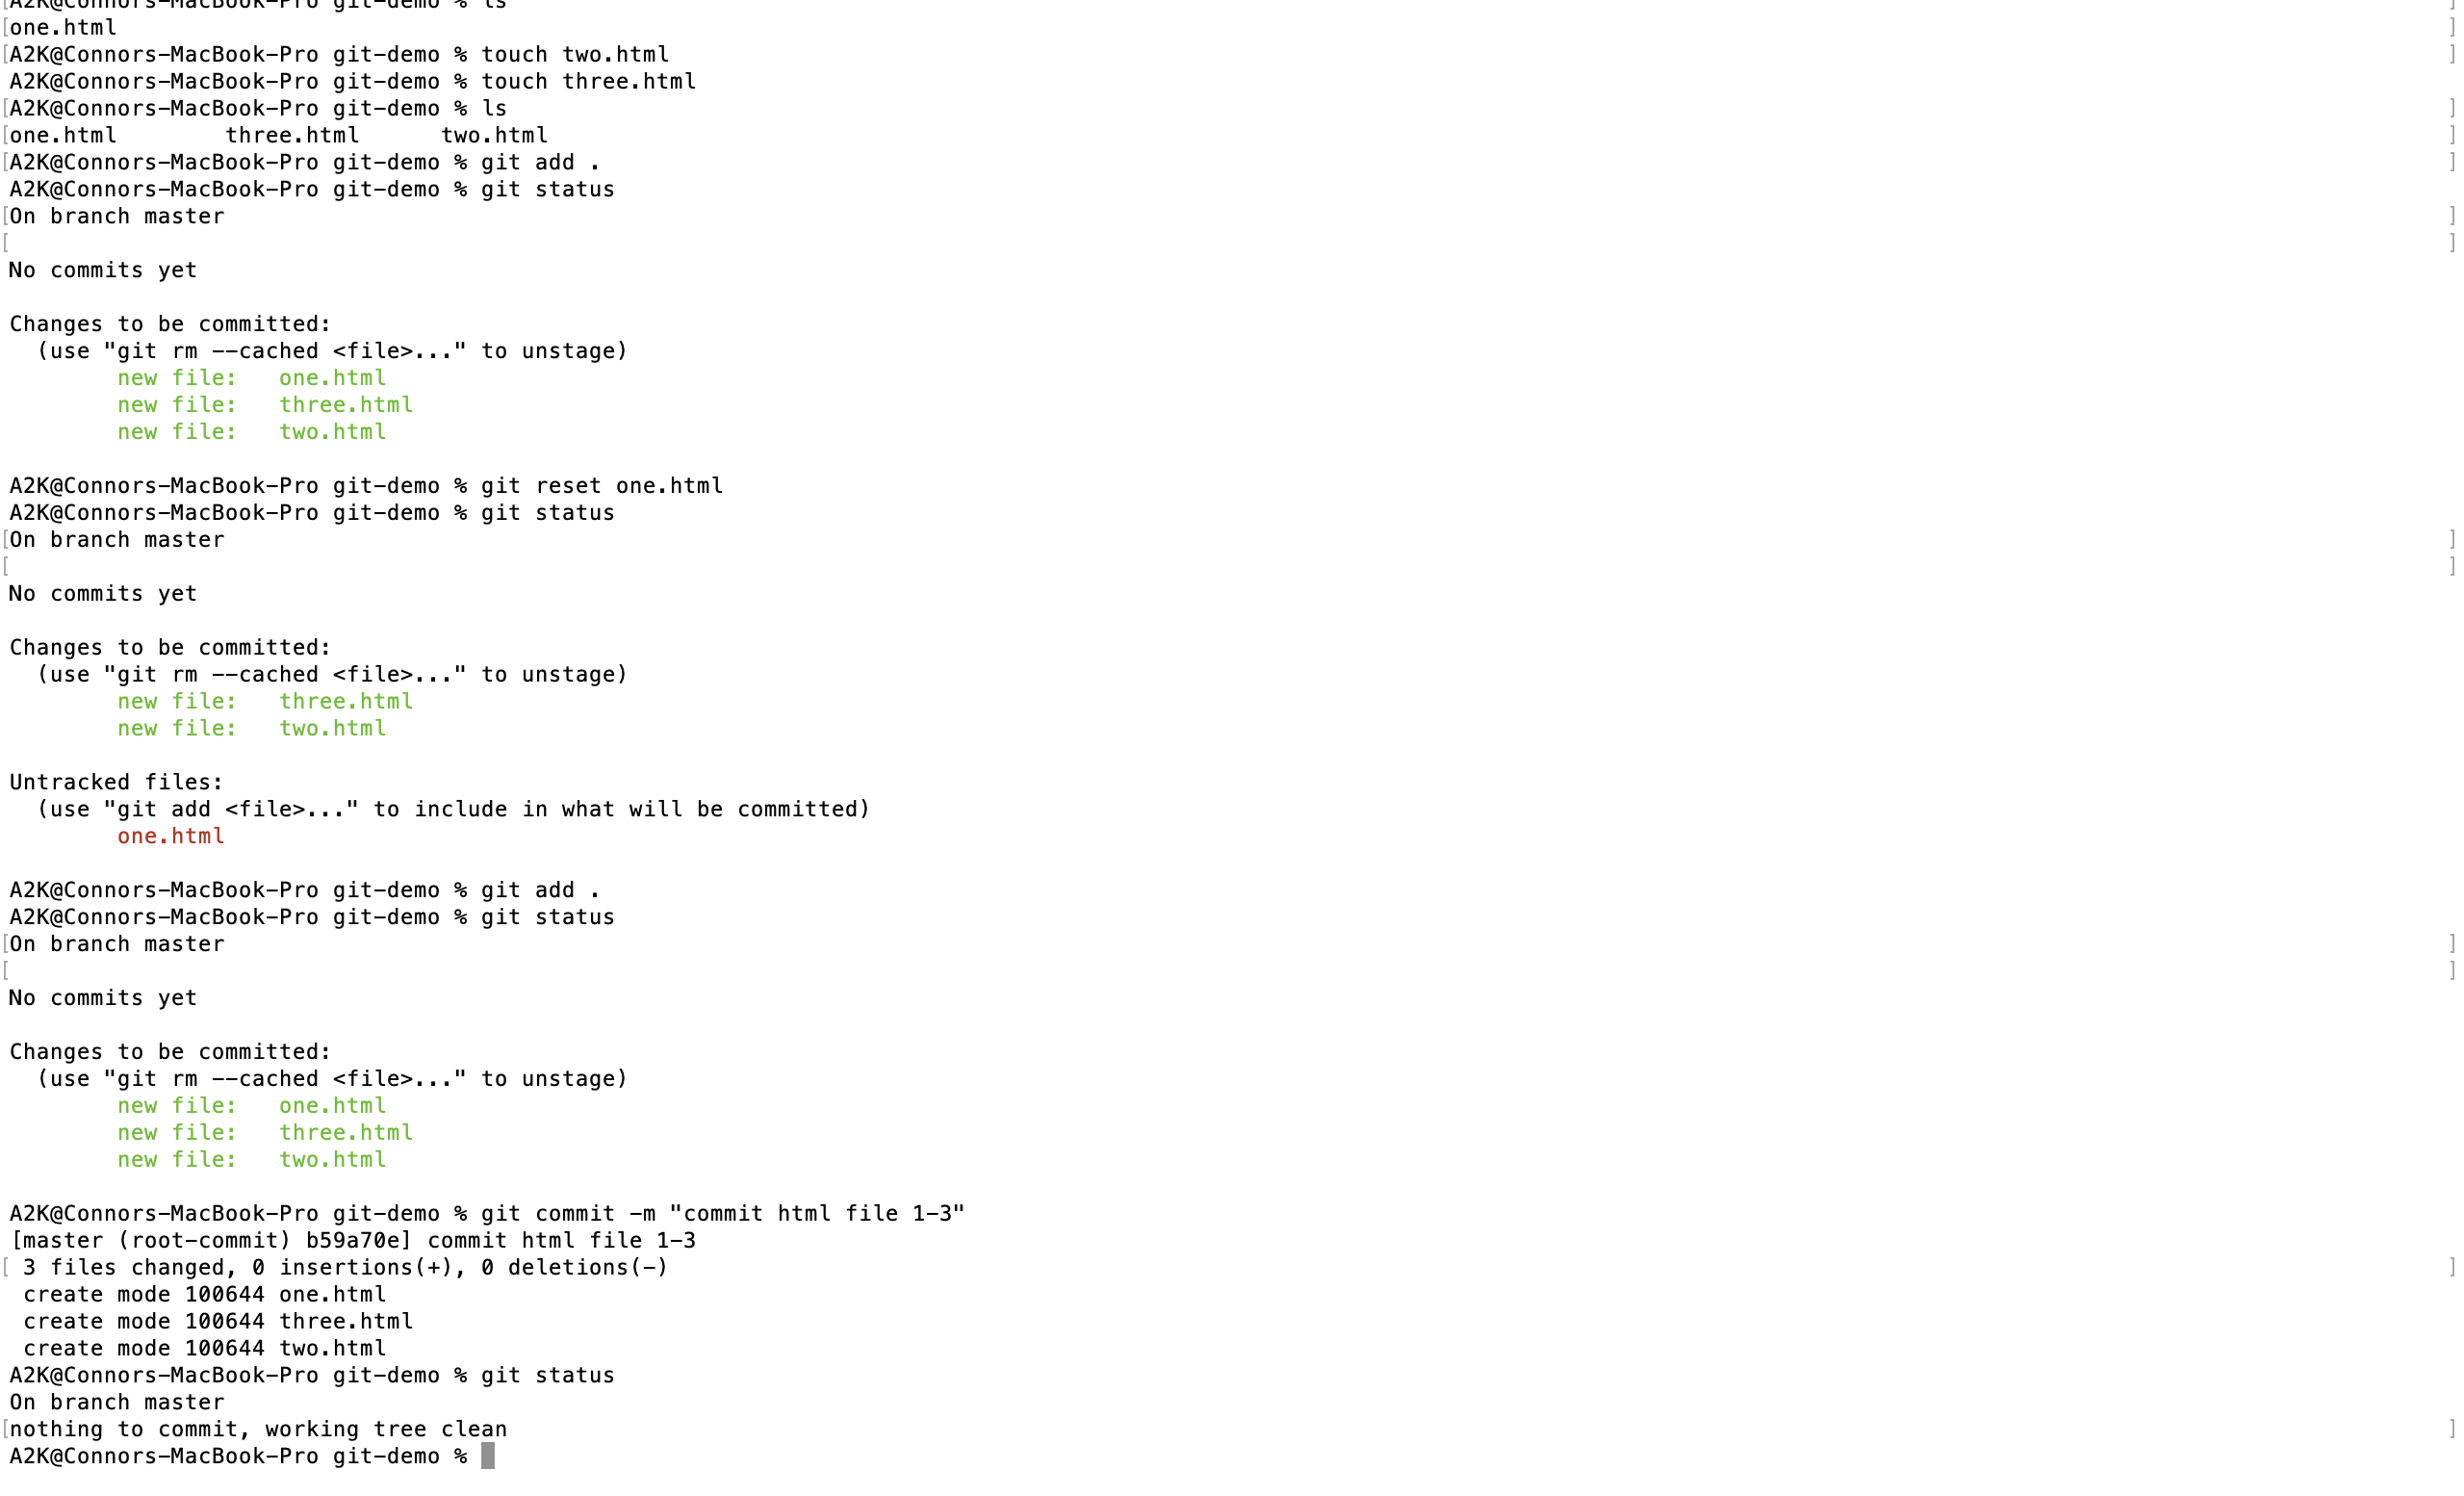 A2K@Connors-MacBook-Pro git-demo % ls
[one.html ]
[A2K@Connors-MacBook-Pro git-demo % touch two.html ]
A2K@Connors-MacBook-Pro git-demo % touch three.html
[A2K@Connors-MacBook-Pro git-demo % ls ]
[one.html three.html two.html ]
[A2K@Connors-MacBook-Pro git-demo % git add . ]
A2K@Connors-MacBook-Pro git-demo % git status
[On branch master ]
[ ]
No commits yet
Changes to be committed:
(use "git rm --cached <file>..." to unstage)
new file: one.html
new file: three.html
new file: two.html
A2K@Connors-MacBook-Pro git-demo % git reset one.html
A2K@Connors-MacBook-Pro git-demo % git status
[On branch master ]
[ ]
No commits yet
Changes to be committed:
(use "git rm --cached <file>..." to unstage)
new file: three.html
new file: two.html
Untracked files:
(use "git add <file>..." to include in what will be committed)
one.html
A2K@Connors-MacBook-Pro git-demo % git add .
A2K@Connors-MacBook-Pro git-demo % git status
[On branch master ]
[ ]
No commits yet
Changes to be committed:
(use "git rm --cached <file>..." to unstage)
new file: one.html
new file: three.html
new file: two.html
A2K@Connors-MacBook-Pro git-demo % git commit -m "commit html file 1-3"
[master (root-commit) b59a70e] commit html file 1-3
[ 3 files changed, 0 insertions(+), 0 deletions(-) ]
create mode 100644 one.html
create mode 100644 three.html
create mode 100644 two.html
A2K@Connors-MacBook-Pro git-demo % git status
On branch master
[nothing to commit, working tree clean ]
A2K@Connors-MacBook-Pro git-demo %